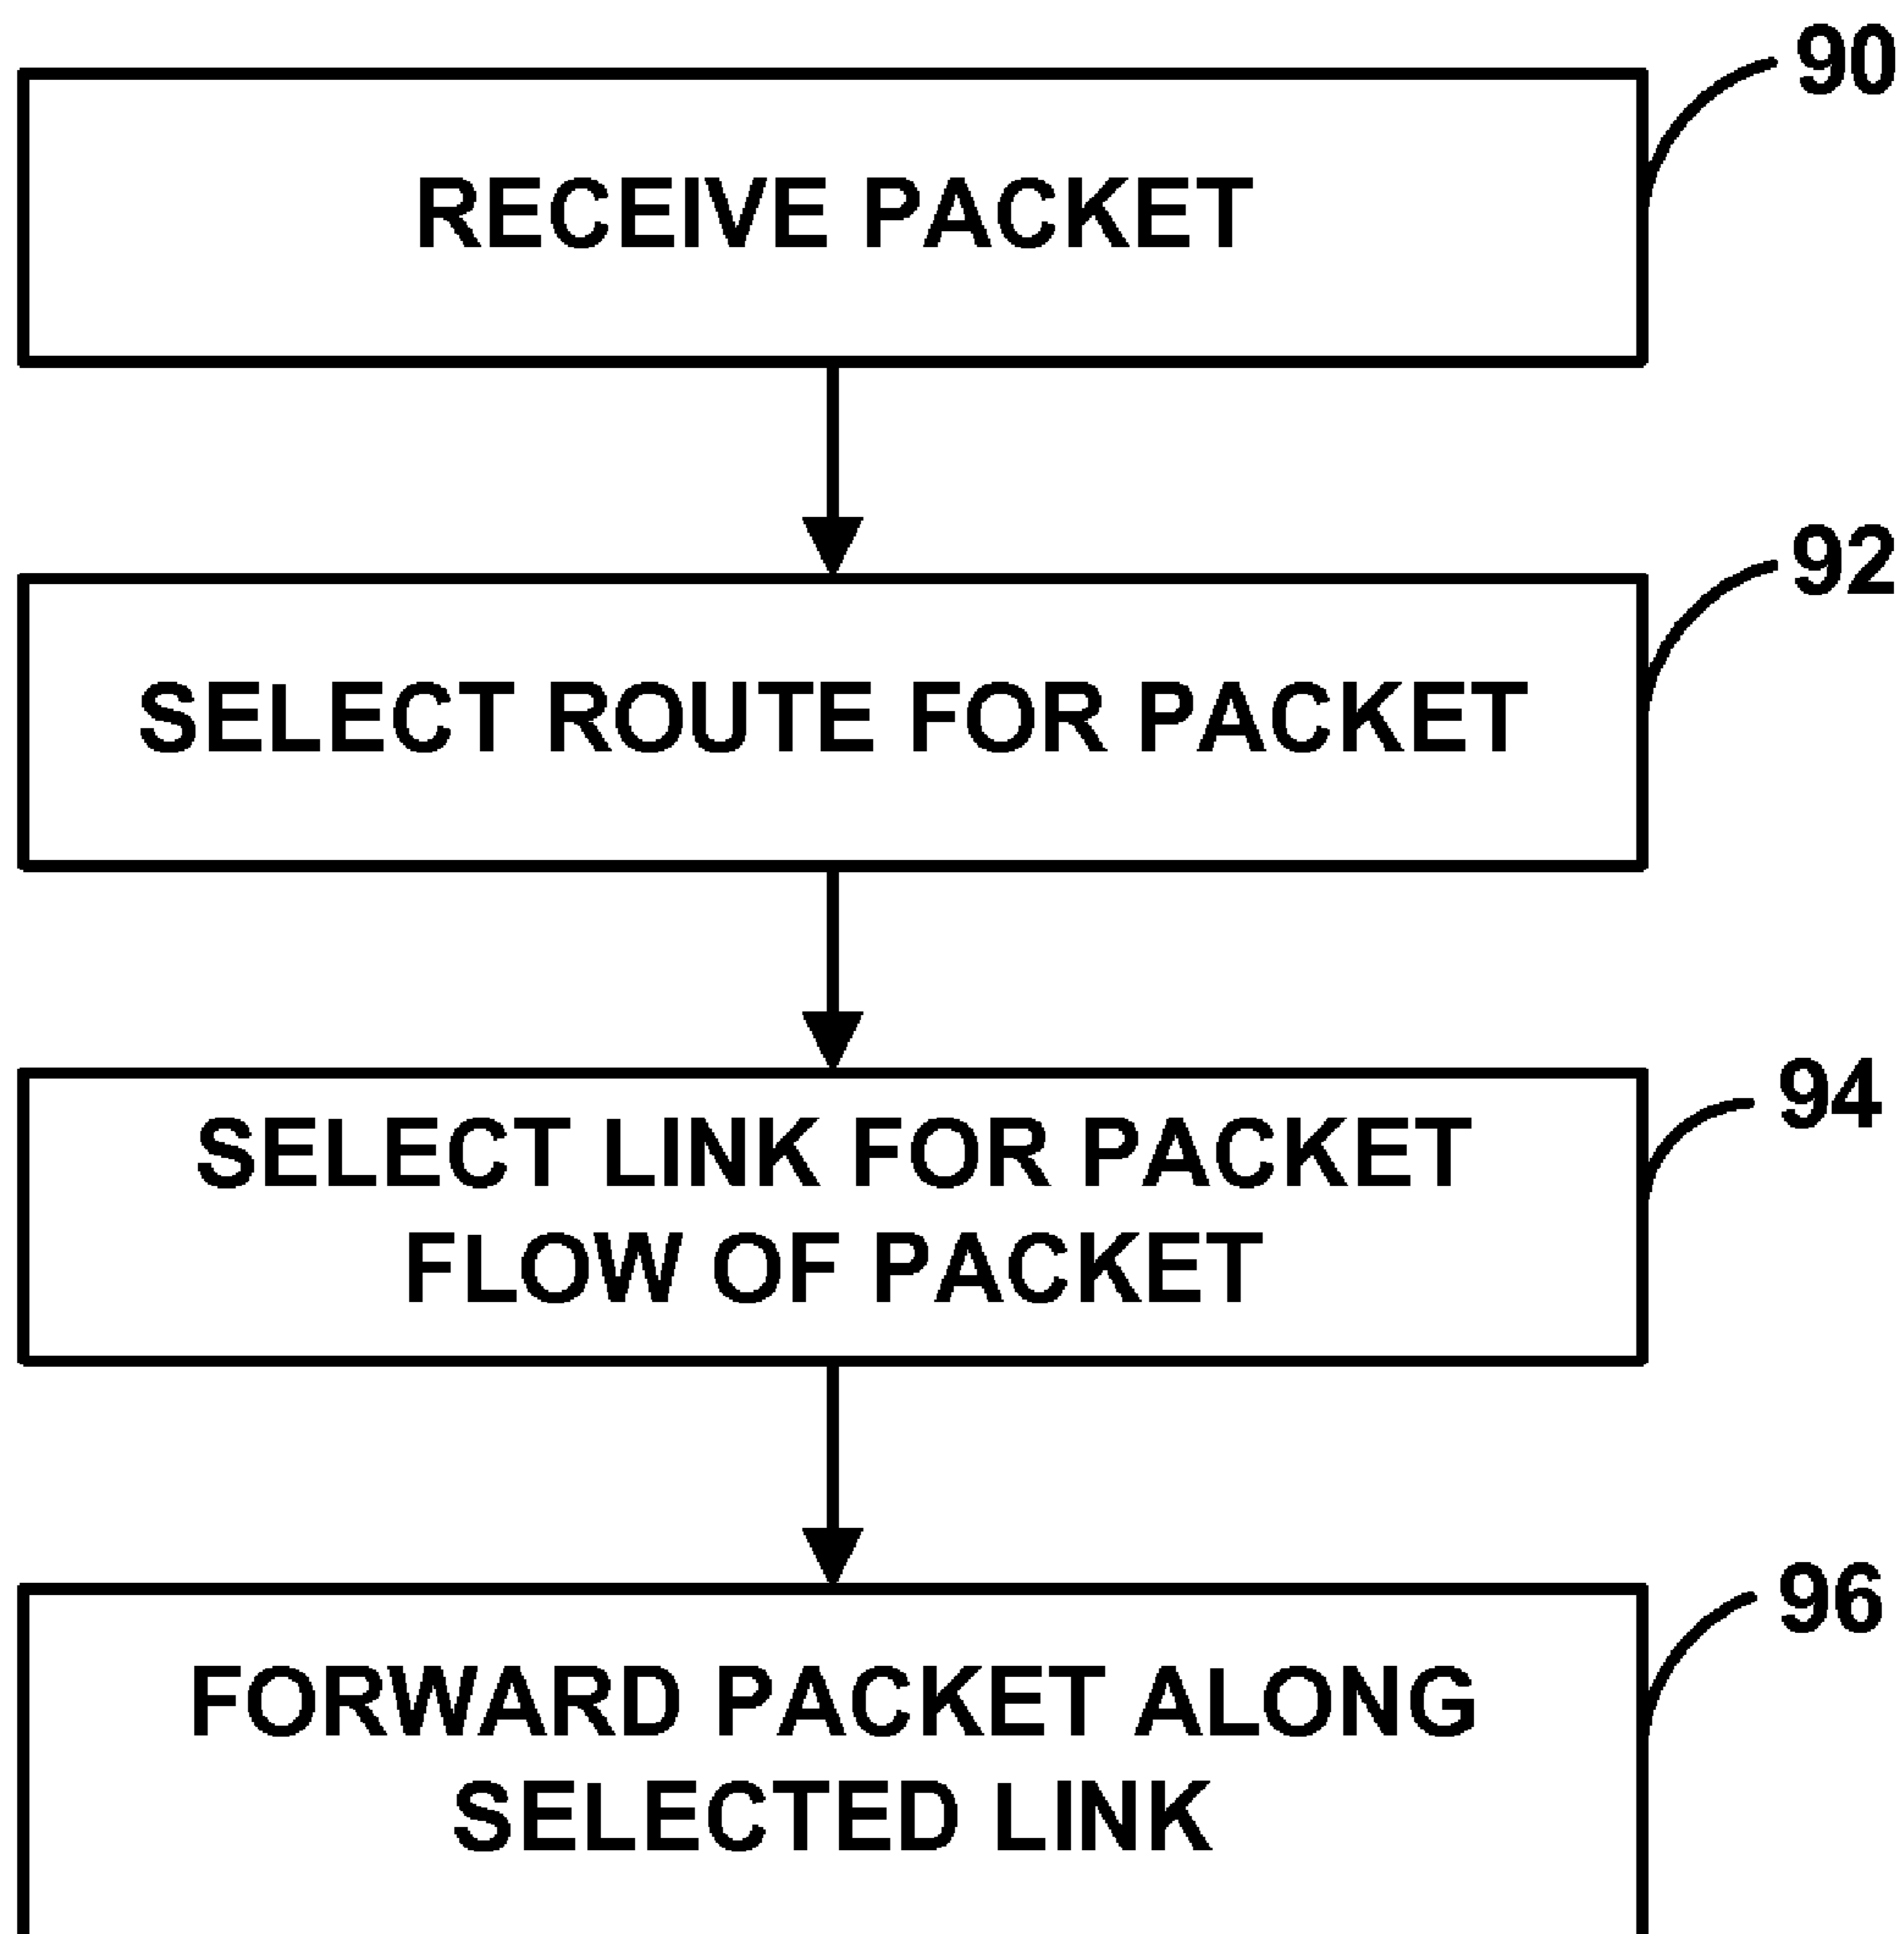 90
RECEIVE PACKET
92
SELECT ROUTE FOR PACKET
94
SELECT LINK FOR PACKET
FLOW OF PACKET
96
FORWARD PACKET ALONG
SELECTED LINK